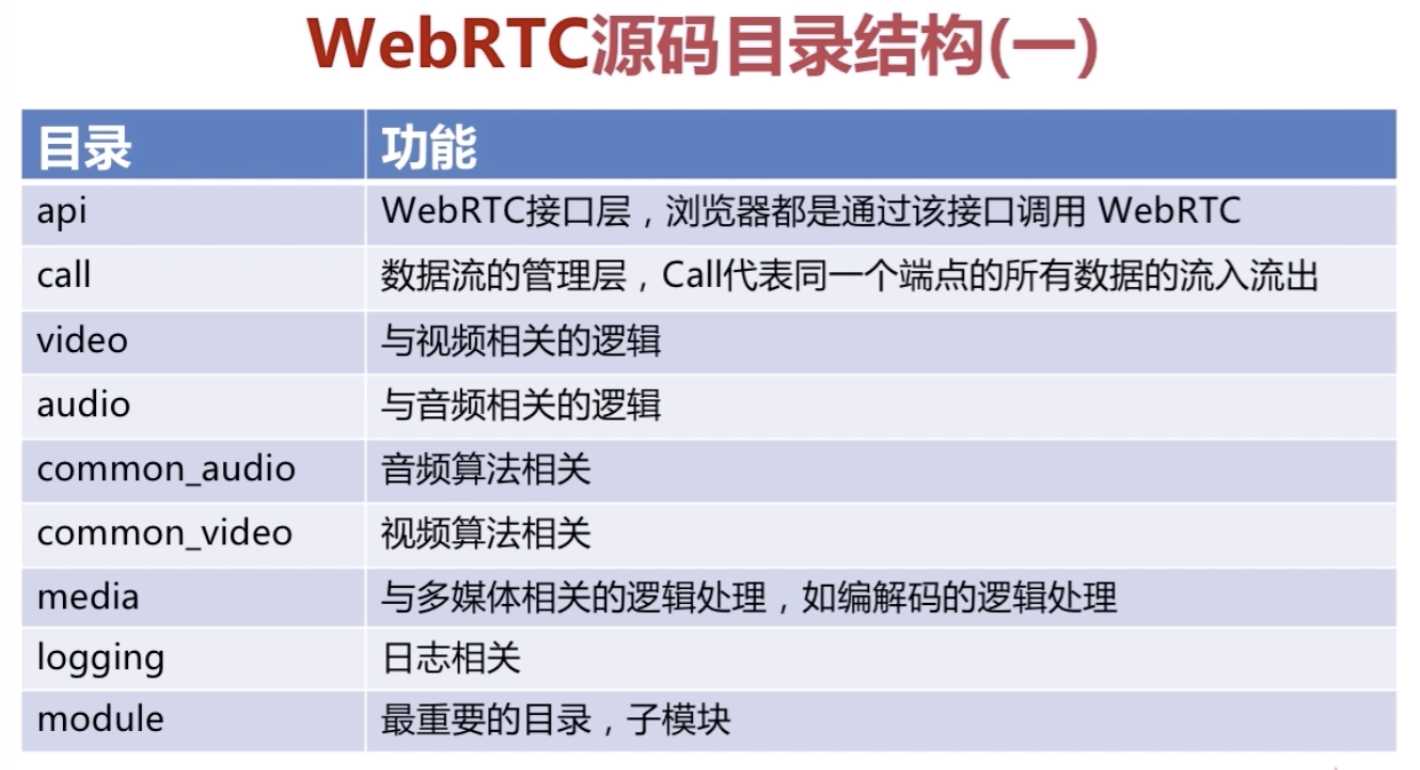 WebRTC源码目录结构(一)
目录 功能
api WebRTC接口层，浏览器都是通过该接口调用 WebRTC
call 数据流的管理层，Call代表同一个端点的所有数据的流入流出
video 与视频相关的逻辑
audio 与音频相关的逻辑
common_audio 音频算法相关
common_video 视频算法相关
media 与多媒体相关的逻辑处理，如编解码的逻辑处理
logging 日志相关
module 最重要的目录，子模块